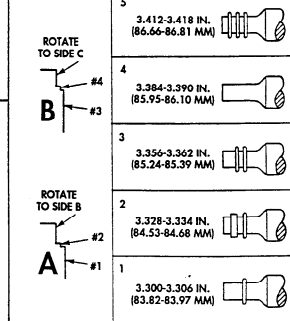 5
3.412-3.418 IN.
(86.66-86.81 MM)
ROTATE
TO SIDE C
#4
B
#3
4
3.384-3.390 IN.
(85.95-86.10 MM)
3
3.356-3.362 IN.
(85.24-85.39 MM)
ROTATE
TO SIDE B
#2
A
#1
2
3.328-3.334 IN.
(84.53-84.68 MM)
1
3.300-3.306 IN.
(83.82-83.97 MM)